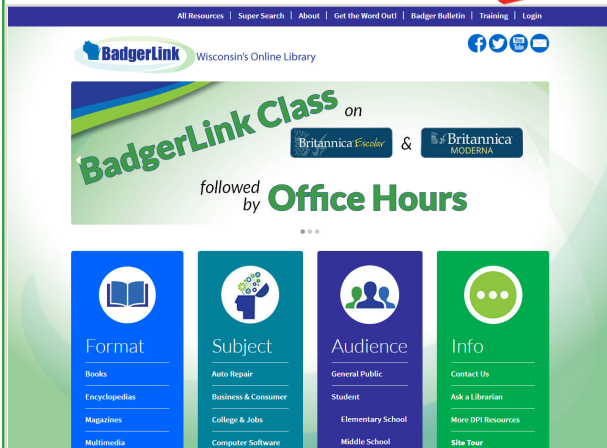 All Resources | Super Search | About | Get the Word Out! | Badger Bulletin | Training | Login
BadgerLink Wisconsin's Online Library
You Tube
BadgerLink Class on
Britannica Escolar & Britannica MODERNA
followed by Office Hours
Format Subject Audience Info
Books Auto Repair General Public Contact Us
Encyclopedias Business & Consumer Student Ask a Librarian
Magazines College & Jobs Elementary School More DPI Resources
Multimedia Computer Software Middle School Site Tour